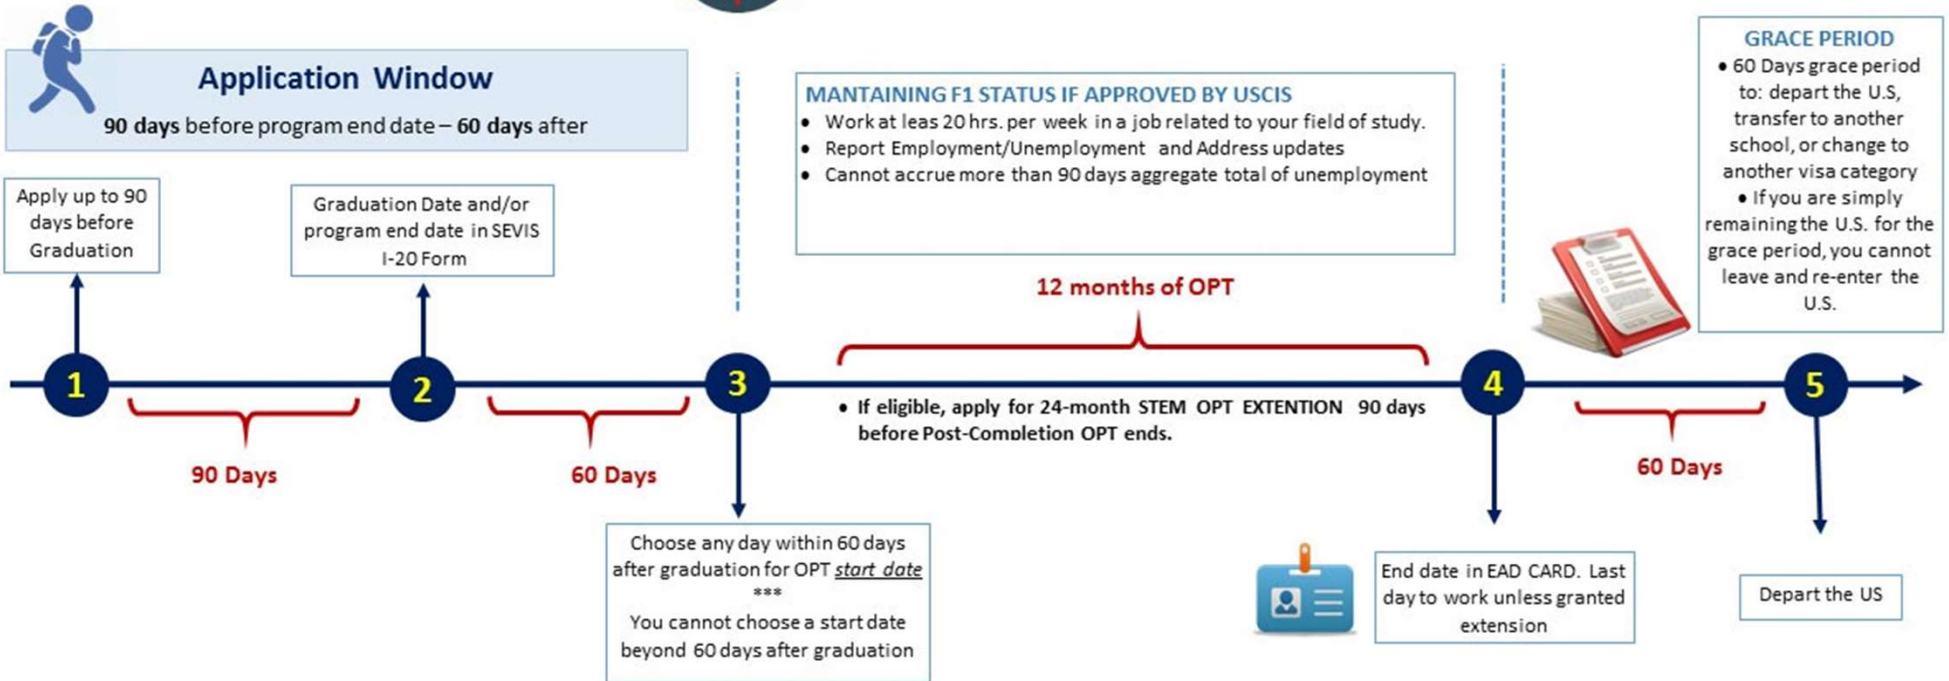 Application Window
90 days before program end date – 60 days after
Apply up to 90
days before
Graduation
Graduation Date and/or
program end date in SEVIS
I-20 Form
MANTAINING F1 STATUS IF APPROVED BY USCIS
• Work at leas 20 hrs. per week in a job related to your field of study.
• Report Employment/Unemployment and Address updates
• Cannot accrue more than 90 days aggregate total of unemployment
GRACE PERIOD
• 60 Days grace period
to: depart the U.S,
transfer to another
school, or change to
another visa category
• If you are simply
remaining the U.S. for the
grace period, you cannot
leave and re-enter the
U.S.
12 months of OPT
1
2
3
4
5
• If eligible, apply for 24-month STEM OPT EXTENTION 90 days
before Post-Completion OPT ends.
90 Days
60 Days
60 Days
Choose any day within 60 days
after graduation for OPT start date
***
You cannot choose a start date
beyond 60 days after graduation
End date in EAD CARD. Last
day to work unless granted
extension
Depart the US